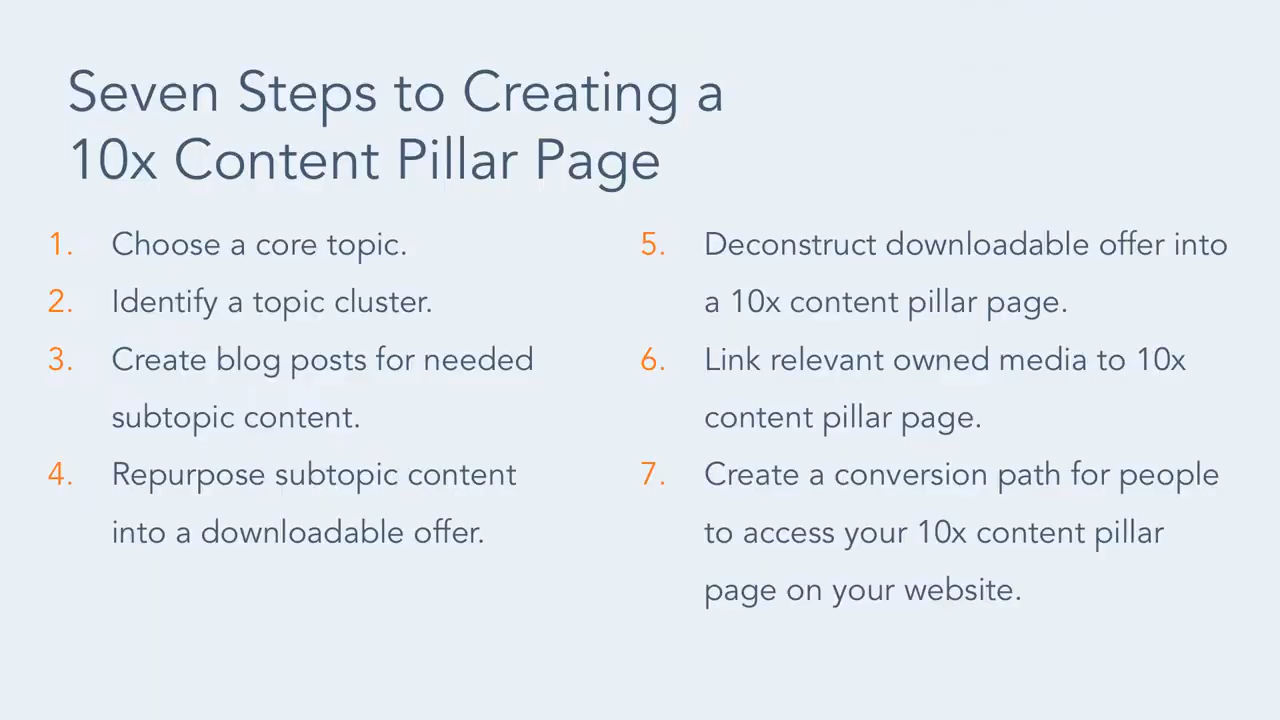 Seven Steps to Creating a
10x Content Pillar Page
1. Choose a core topic.
2. Identify a topic cluster.
3. Create blog posts for needed
subtopic content.
4. Repurpose subtopic content
into a downloadable offer.
5. Deconstruct downloadable offer into
a 10x content pillar page.
6. Link relevant owned media to 10x
content pillar page.
7. Create a conversion path for people
to access your 10x content pillar
page on your website.